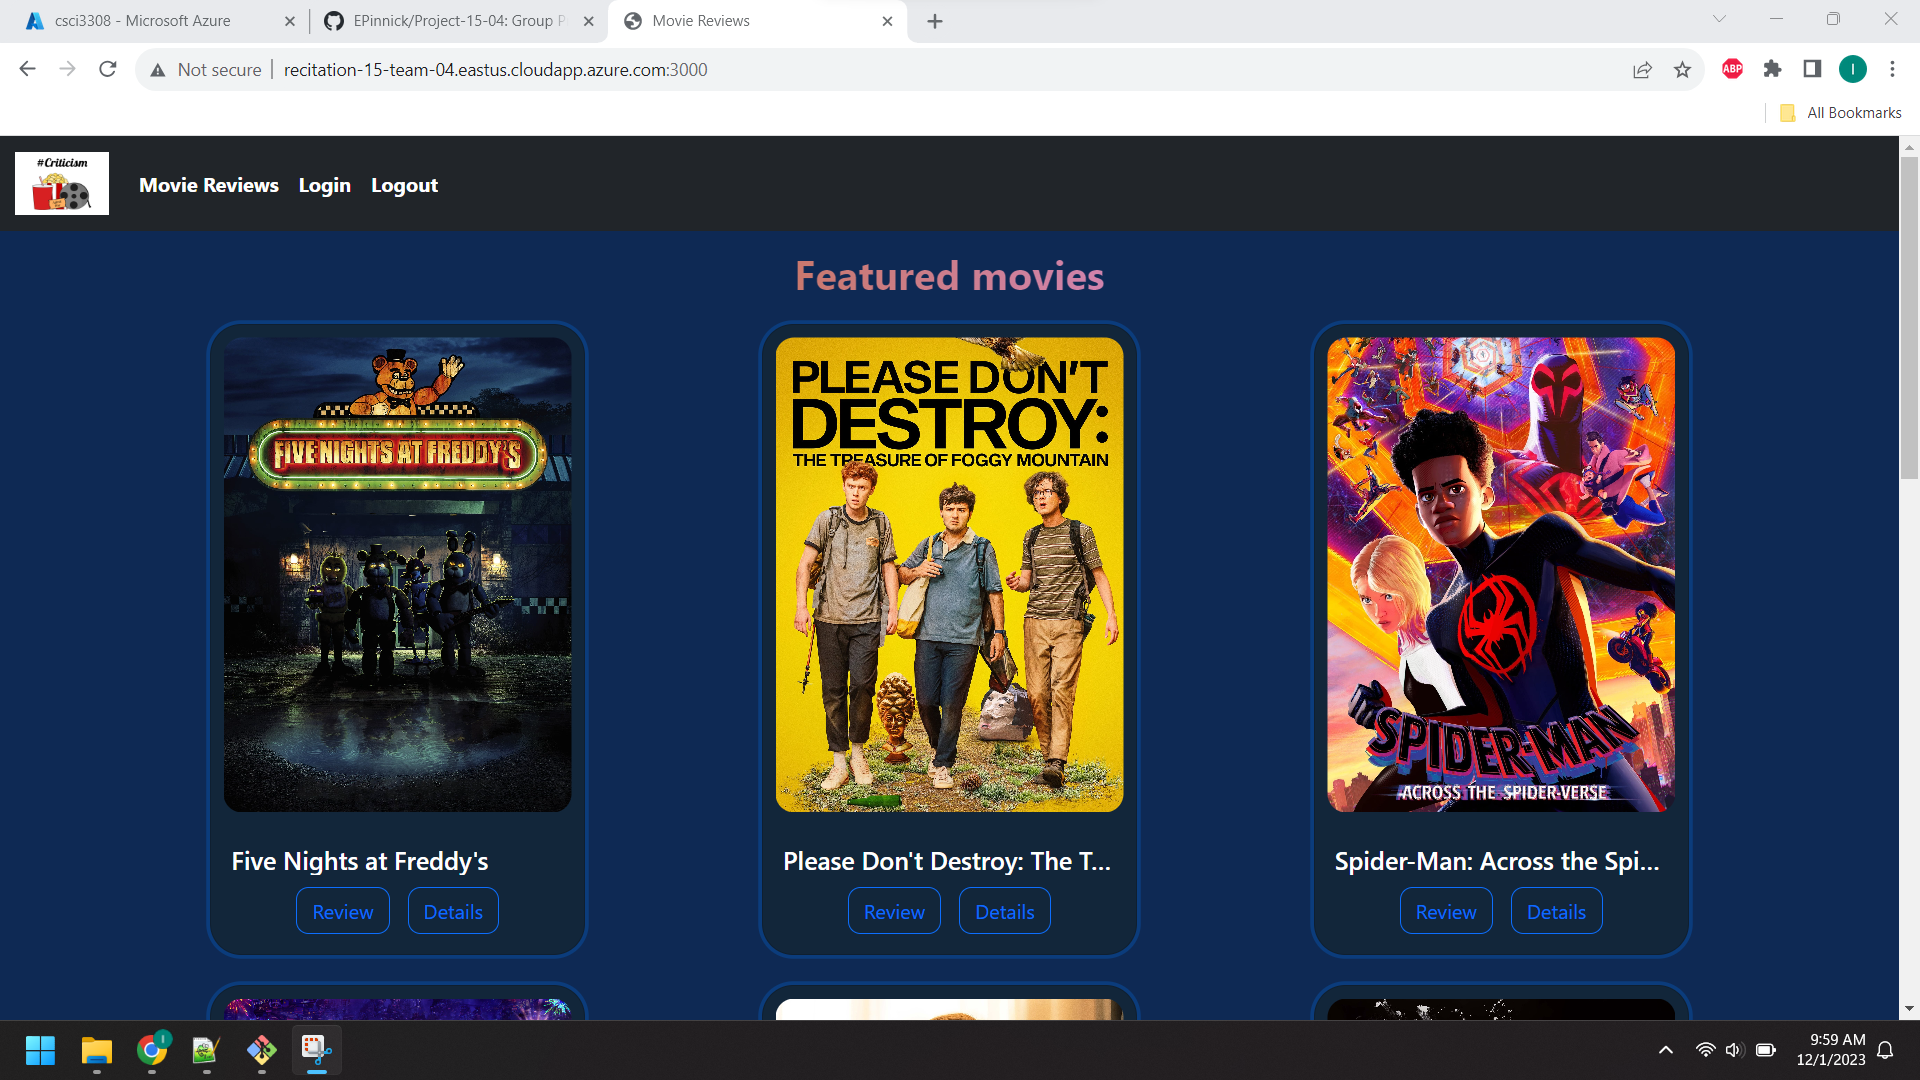 csci3308 - Microsoft Azure
EPinnick/Project-15-04: Group P
Movie Reviews
Not secure
recitation-15-team-04.eastus.cloudapp.azure.com:3000
ABP
I
All Bookmarks
#Criticism
Movie Reviews
Login
Logout
Featured movies
FIVE NIGHTS AT FREDDY'S
PLEASE DON'T
DESTROY:
THE TREASURE OF FOGGY MOUNTAIN
SPIDER-MAN
ACROSS THE SPIDER-VERSE
Five Nights at Freddy's
Please Don't Destroy: The T...
Spider-Man: Across the Spi...
Review
Details
Review
Details
Review
Details
I
9:59 AM
12/1/2023